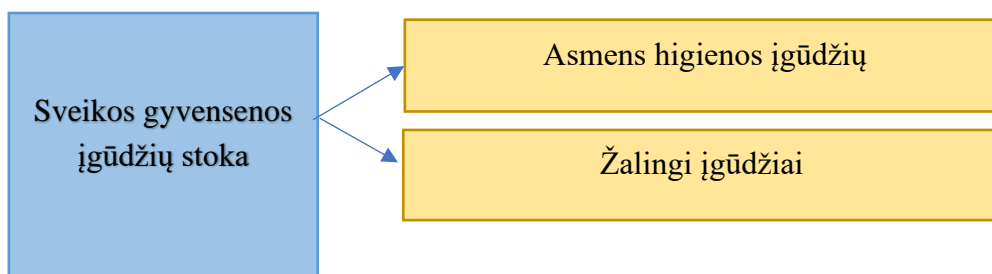 Sveikos gyvensenos
įgūdžių stoka
Asmens higienos įgūdžių
Žalingi įgūdžiai